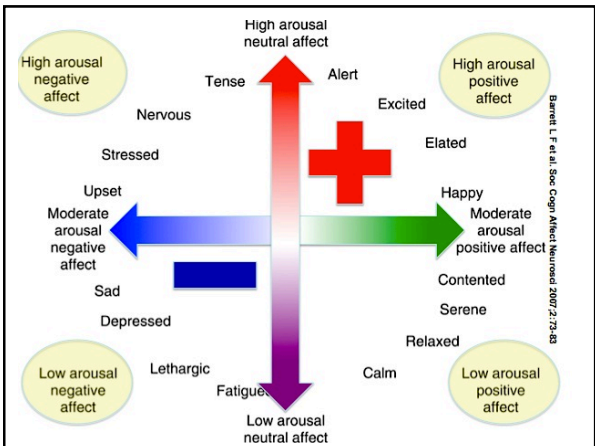 High arousal
neutral affect
High arousal
negative
affect
High arousal
positive
affect
Tense
Alert
Excited
Nervous
Elated
Stressed
Upset
Happy
Moderate
arousal
negative
affect
Moderate
arousal
positive affect
Sad
Contented
Depressed
Serene
Relaxed
Lethargic
Calm
Fatigue
Low arousal
negative
affect
Low arousal
positive
affect
Low arousal
neutral affect
Barrett L F et al. Soc Cogn Affect Neurosci 2007;2:73-83